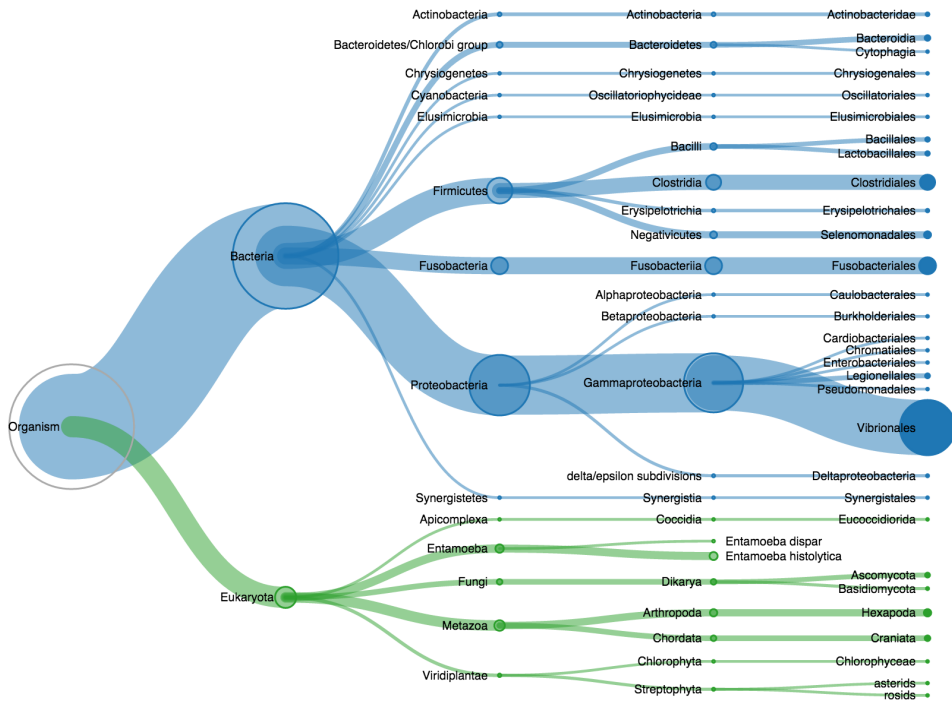 Actinobacteria Actinobacteria Actinobacteridae
Bacteroidetes/Chlorobi group Bacteroidetes Bacteroidia
Cytophagia
Chrysiogenetes Chrysiogenetes Chrysiogenales
Cyanobacteria Oscillatoriophycideae Oscillatoriales
Elusimicrobia Elusimicrobia Elusimicrobiales
Bacilli Bacillales
Lactobacillales
Firmicutes Clostridia Clostridiales
Erysipelotrichia Erysipelotrichales
Negativicutes Selenomonadales
Bacteria
Fusobacteria Fusobacteriia Fusobacteriales
Alphaproteobacteria Caulobacterales
Betaproteobacteria Burkholderiales
Cardiobacteriales
Chromatiales
Enterobacteriales
Proteobacteria Gammaproteobacteria Legionellales
Pseudomonadales
Organism Vibrionales
delta/epsilon subdivisions Deltaproteobacteria
Synergistetes Synergistia Synergistales
Apicomplexa Coccidia Eucoccidiorida
Entamoeba Entamoeba dispar
Entamoeba histolytica
Fungi Dikarya Ascomycota
Basidiomycota
Eukaryota
Metazoa Arthropoda Hexapoda
Chordata Craniata
Viridiplantae Chlorophyta Chlorophyceae
Streptophyta asterids
rosids